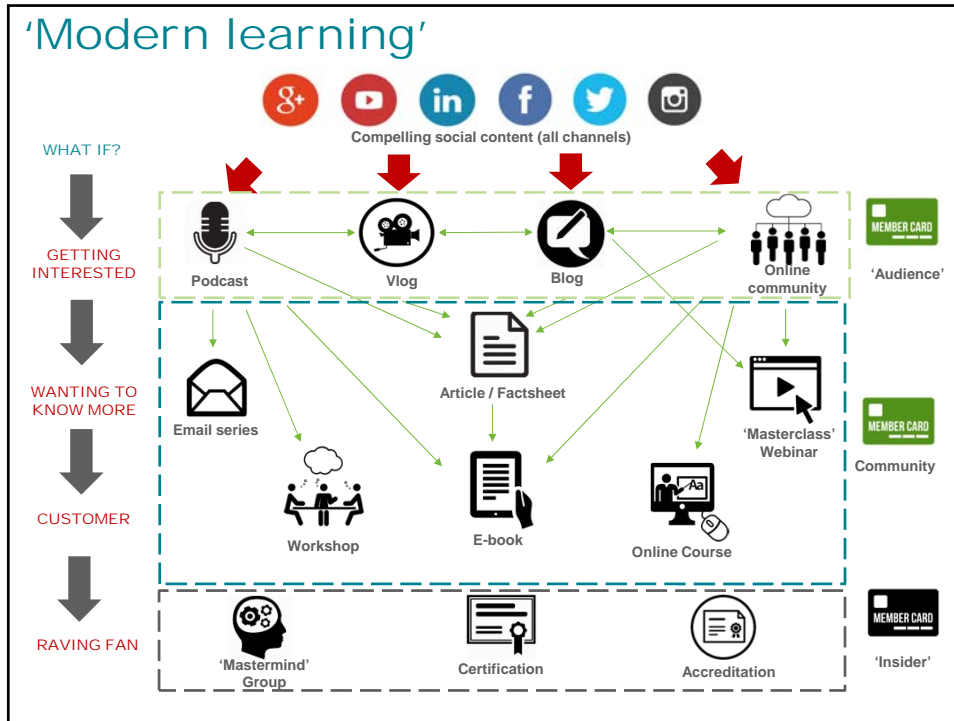 'Modern learning'
g+
in
f
Compelling social content (all channels)
WHAT IF?
GETTING
INTERESTED
Podcast
Vlog
Blog
Online
community
MEMBER CARD
'Audience'
WANTING TO
KNOW MORE
Email series
Article / Factsheet
'Masterclass'
Webinar
MEMBER CARD
Community
CUSTOMER
Workshop
E-book
Aa
Online Course
RAVING FAN
'Mastermind'
Group
Certification
Accreditation
MEMBER CARD
'Insider'